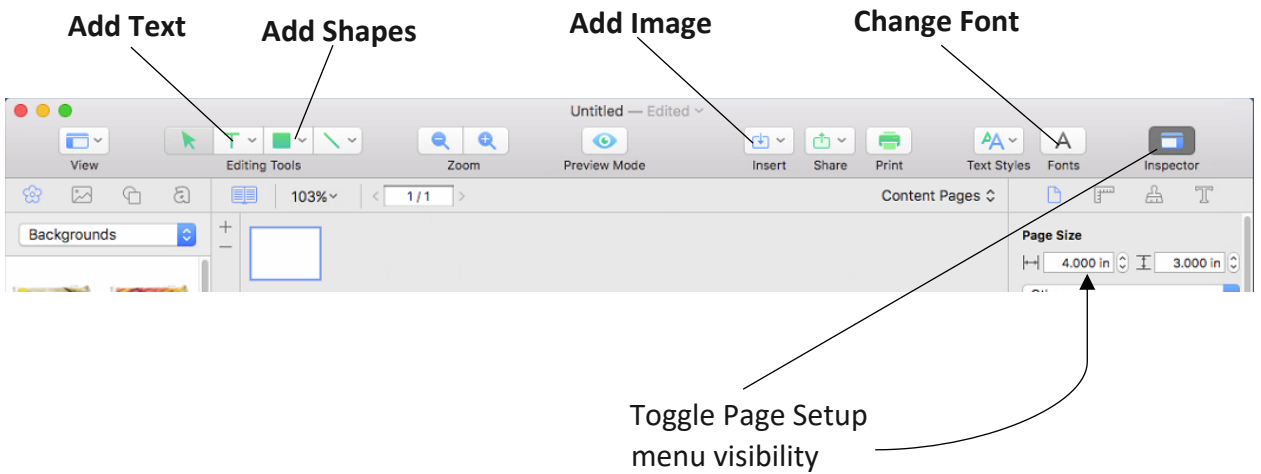 Add Text
Add Shapes
Add Image
Change Font
Untitled — Edited
View
Editing Tools
Zoom
Preview Mode
Insert
Share
Print
Text Styles
Fonts
Inspector
103%
1/1
Content Pages
Backgrounds
Page Size
4.000 in
3.000 in
Toggle Page Setup
menu visibility